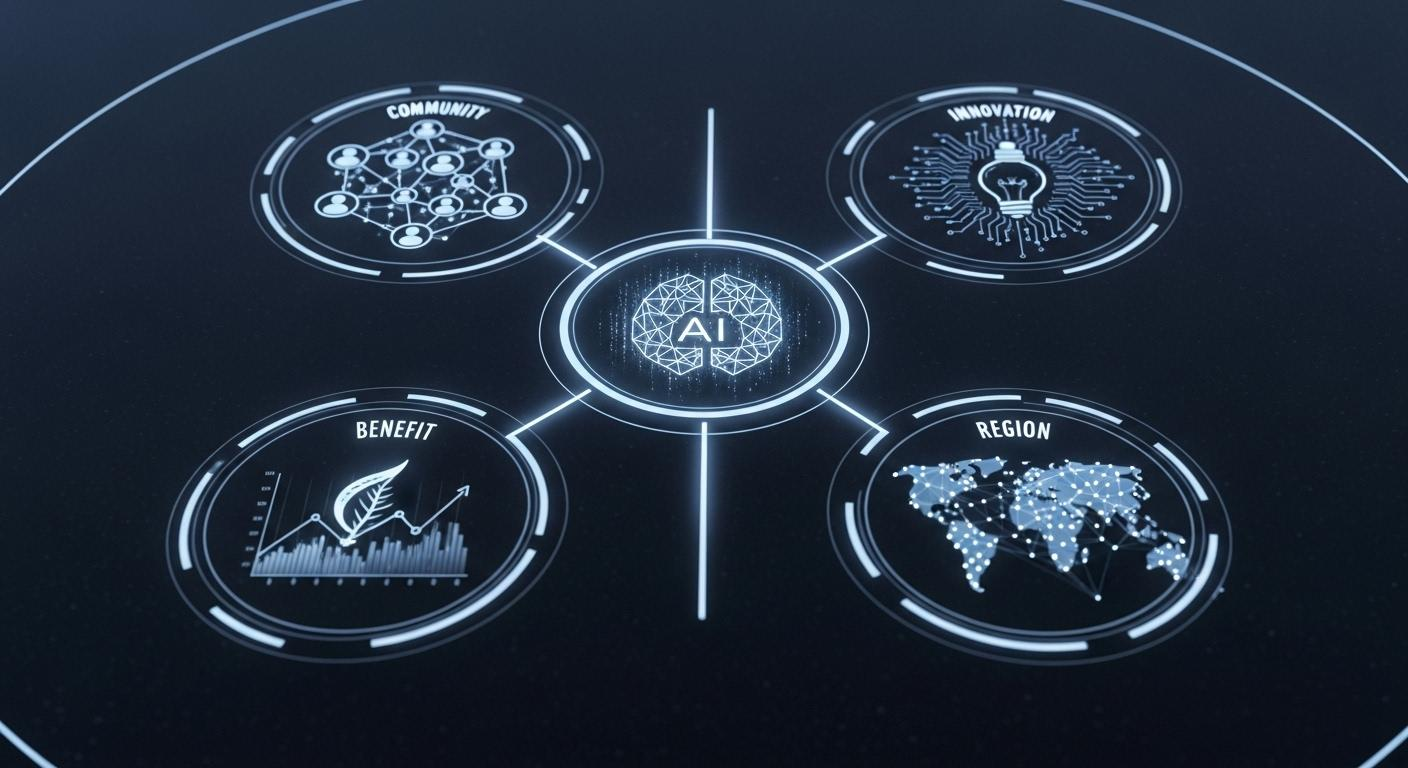 COMMUNITY
INNOVATION
AI
BENEFIT
REGION